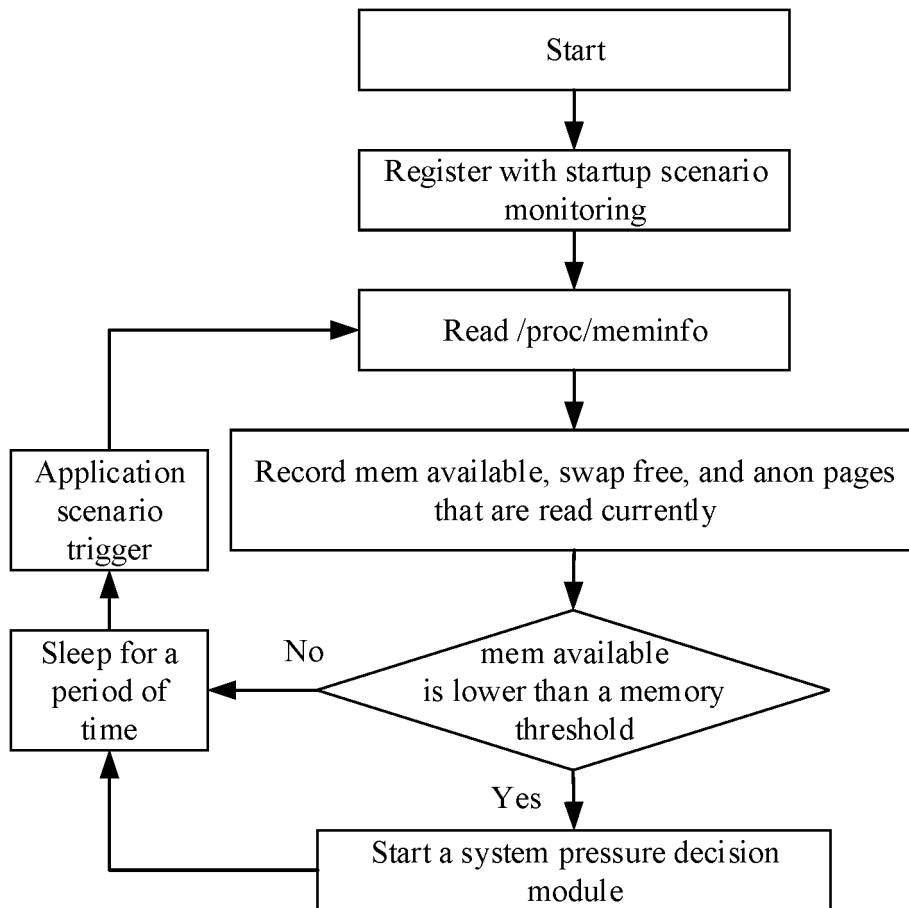 Start
Register with startup scenario
monitoring
Read /proc/meminfo
Record mem available, swap free, and anon pages
that are read currently
Application
scenario
trigger
Sleep for a
period of
time
No
mem available
is lower than a memory
threshold
Yes
Start a system pressure decision
module